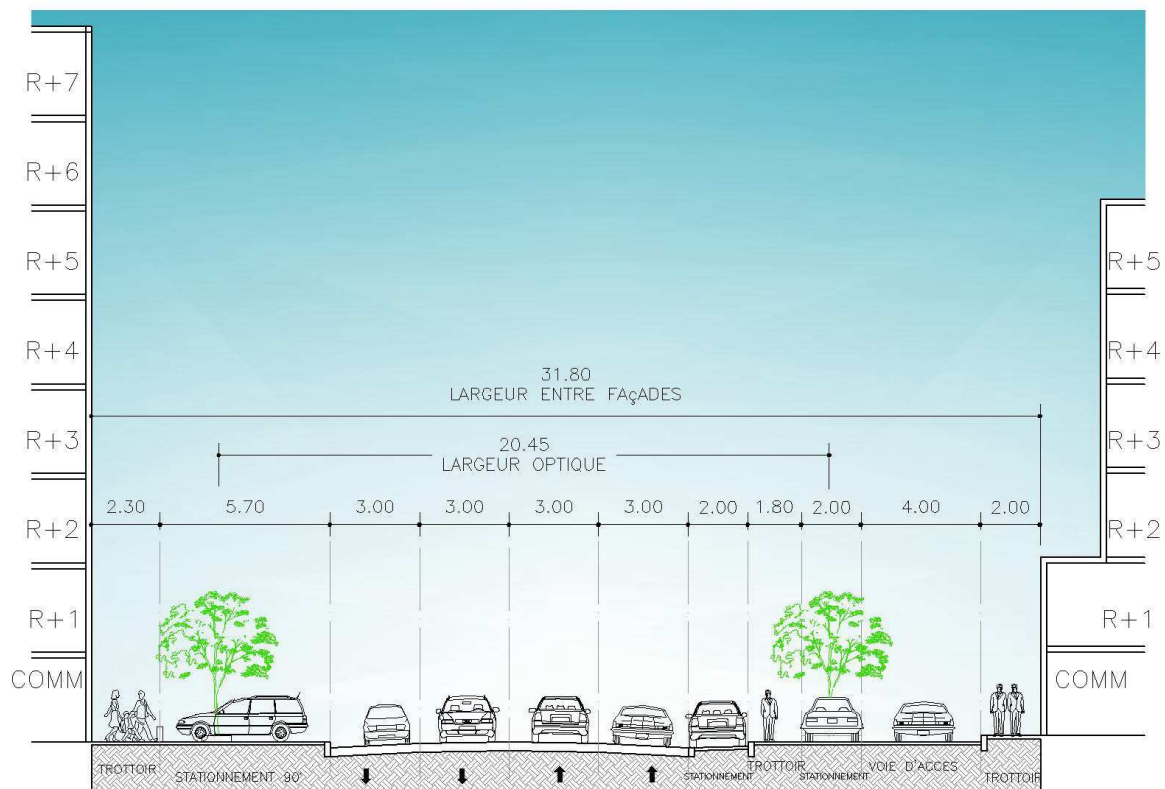 R+7
R+6
R+5
R+5
R+4
R+4
31.80
LARGEUR ENTRE FAçADES
R+3
R+3
20.45
LARGEUR OPTIQUE
2.30 5.70 3.00 3.00 3.00 3.00 2.00 1.80 2.00 4.00 2.00
R+2
R+2
R+1
R+1
COMM
COMM
TROTTOIR STATIONNEMENT 90° STATIONNEMENT TROTTOIR STATIONNEMENT VOIE D'ACCES TROTTOIR